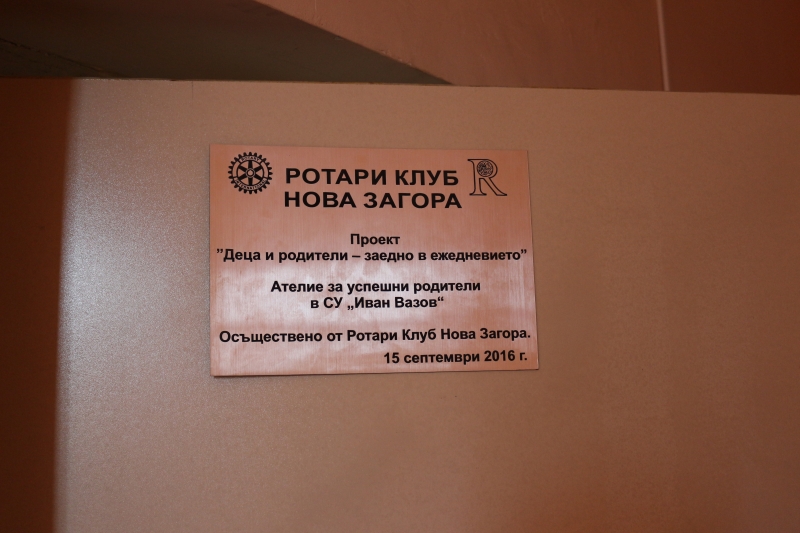 РОТАРИ КЛУБ
НОВА ЗАГОРА
R
Проект
”Деца и родители – заедно в ежедневието”
Ателие за успешни родители
в СУ „Иван Вазов“
Осъществено от Ротари Клуб Нова Загора.
15 септември 2016 г.